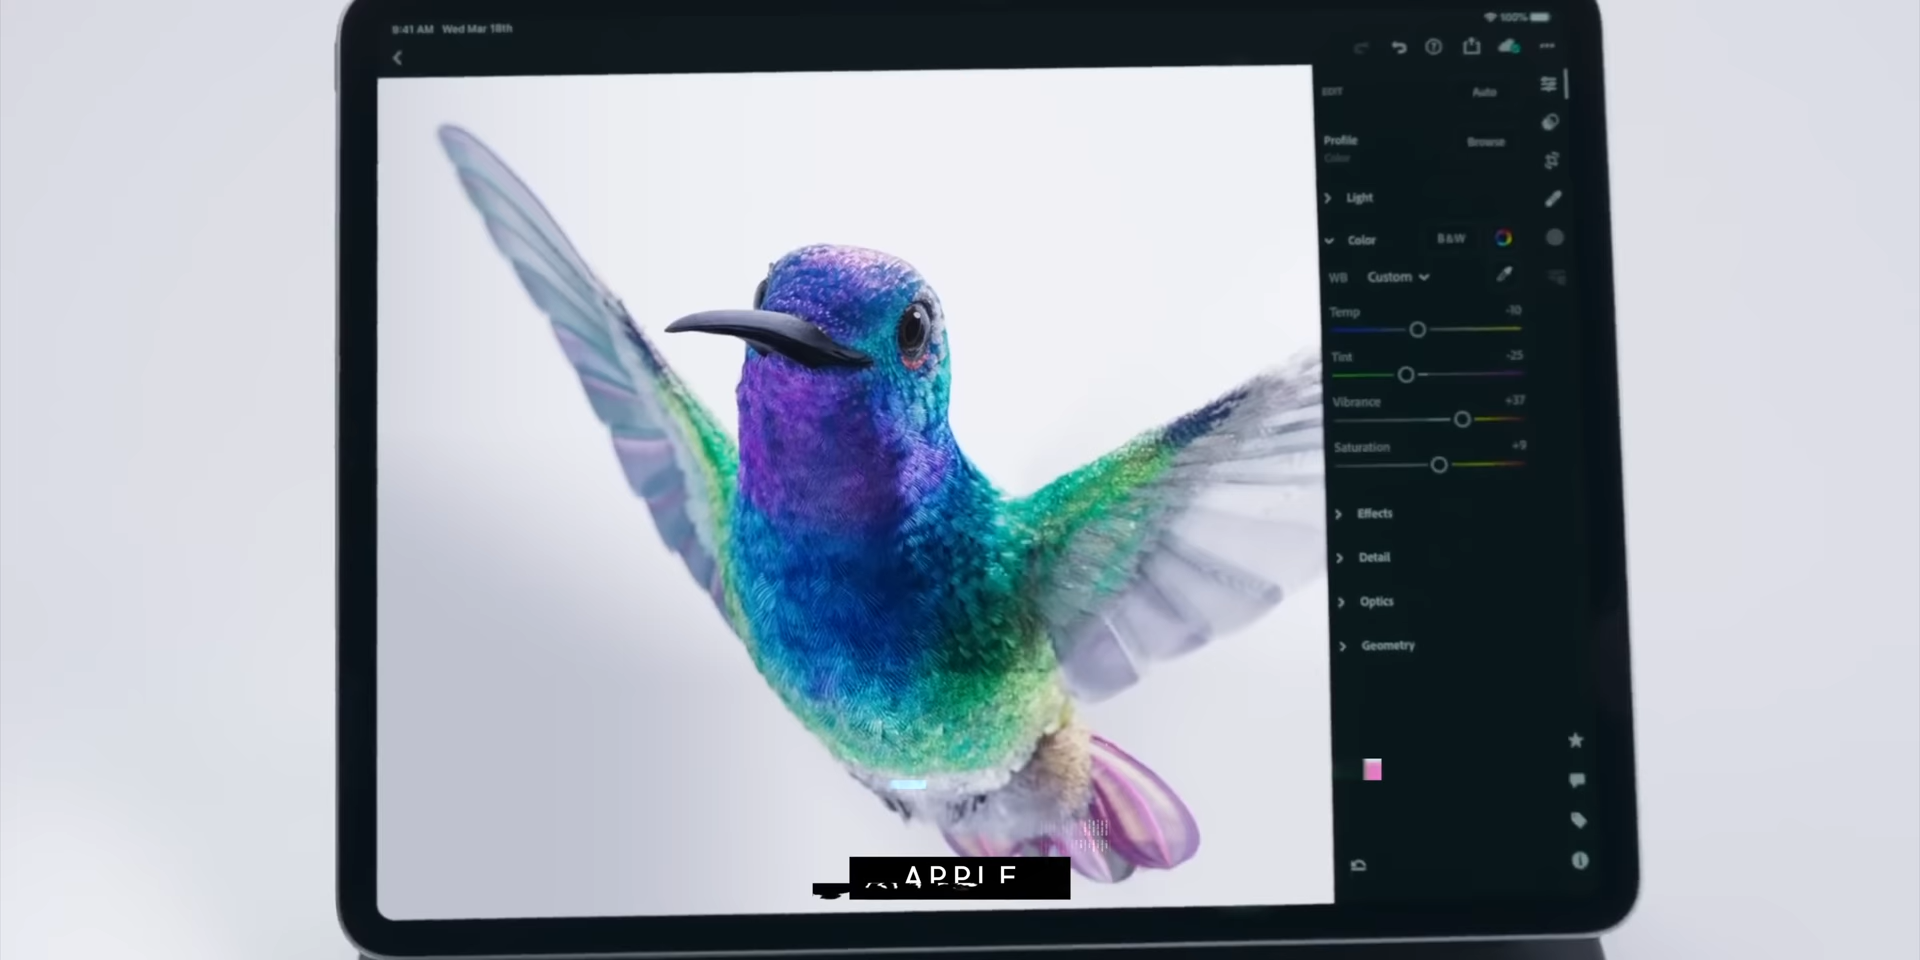 9:41 AM Wed Mar 18th
100%
EDIT Auto
Profile Browse
Color
Light
Color B&W
WB Custom
Temp -10
Tint -25
Vibrance +37
Saturation +9
Effects
Detail
Optics
Geometry
APPLE